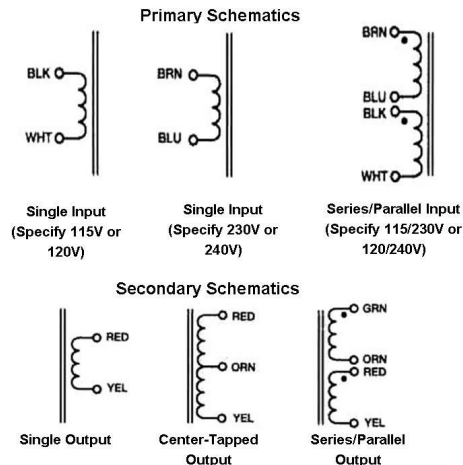 Primary Schematics
BLK
WHT
BRN
BLU
BRN
BLU
BLK
WHT
Single Input
(Specify 115V or
120V)
Single Input
(Specify 230V or
240V)
Series/Parallel Input
(Specify 115/230V or
120/240V)
Secondary Schematics
RED
YEL
RED
ORN
YEL
GRN
ORN
RED
YEL
Single Output
Center-Tapped
Output
Series/Parallel
Output